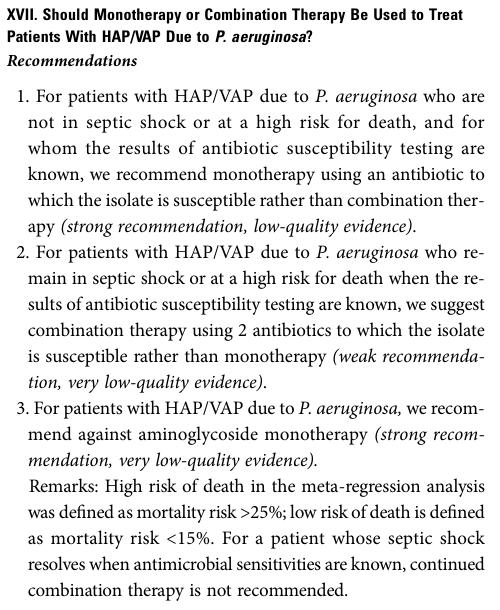 XVII. Should Monotherapy or Combination Therapy Be Used to Treat
Patients With HAP/VAP Due to P. aeruginosa?
Recommendations
1. For patients with HAP/VAP due to P. aeruginosa who are
not in septic shock or at a high risk for death, and for
whom the results of antibiotic susceptibility testing are
known, we recommend monotherapy using an antibiotic to
which the isolate is susceptible rather than combination ther-
apy (strong recommendation, low-quality evidence).
2. For patients with HAP/VAP due to P. aeruginosa who re-
main in septic shock or at a high risk for death when the re-
sults of antibiotic susceptibility testing are known, we suggest
combination therapy using 2 antibiotics to which the isolate
is susceptible rather than monotherapy (weak recommenda-
tion, very low-quality evidence).
3. For patients with HAP/VAP due to P. aeruginosa, we recom-
mend against aminoglycoside monotherapy (strong recom-
mendation, very low-quality evidence).
Remarks: High risk of death in the meta-regression analysis
was defined as mortality risk >25%; low risk of death is defined
as mortality risk <15%. For a patient whose septic shock
resolves when antimicrobial sensitivities are known, continued
combination therapy is not recommended.